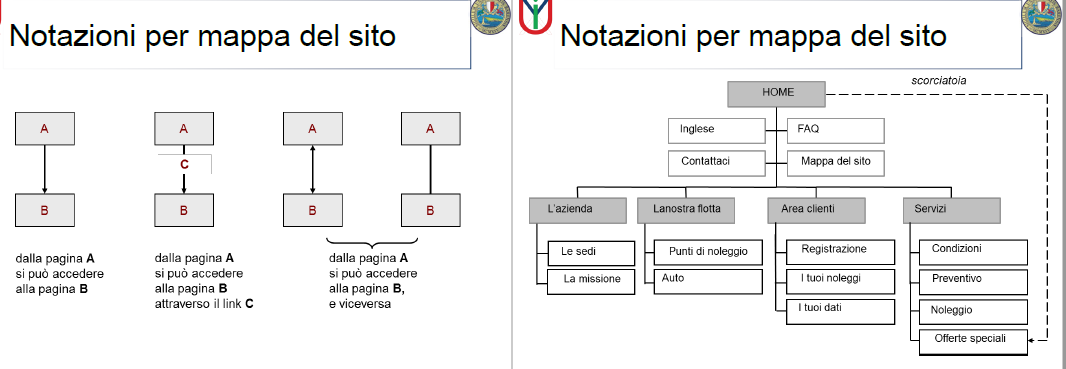 Notazioni per mappa del sito
A
A
A
A
C
B
B
B
B
dalla pagina A
si può accedere
alla pagina B
dalla pagina A
si può accedere
alla pagina B
attraverso il link C
dalla pagina A
si può accedere
alla pagina B,
e viceversa
Notazioni per mappa del sito
scorciatoia
HOME
Inglese
FAQ
Contattaci
Mappa del sito
L'azienda
Lanostra flotta
Area clienti
Servizi
Le sedi
La missione
Punti di noleggio
Auto
Registrazione
I tuoi noleggi
I tuoi dati
Condizioni
Preventivo
Noleggio
Offerte speciali